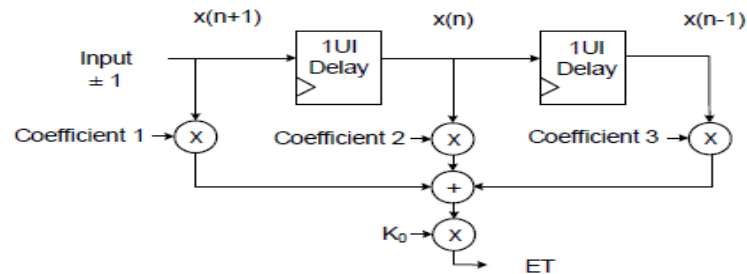 x(n+1)
x(n)
x(n-1)
Input
± 1
1UI
Delay
1UI
Delay
Coefficient 1
X
Coefficient 2
X
Coefficient 3
X
+
K₀
X
ET